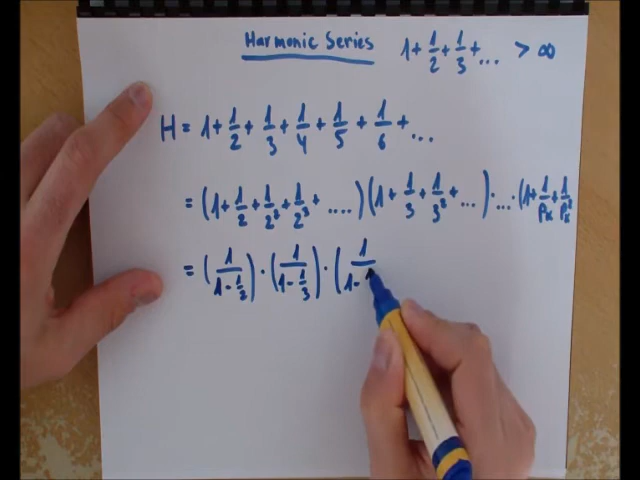 Harmonic Series 1+1/2+1/3+... > ∞
H = 1+1/2+1/3+1/4+1/5+1/6+...
= (1+1/2+1/2²+1/2³+....)(1+1/3+1/3²+...)·...·(1+1/Pₖ+1/Pₖ²
= (1/(1-1/2))·(1/(1-1/3))·(1/(1-1